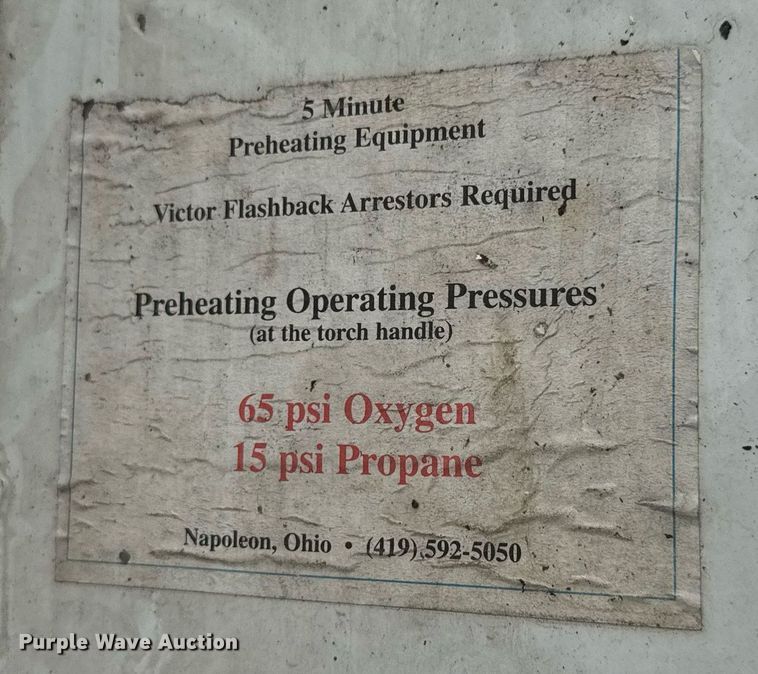 5 Minute
Preheating Equipment
Victor Flashback Arrestors Required
Preheating Operating Pressures
(at the torch handle)
65 psi Oxygen
15 psi Propane
Napoleon, Ohio • (419) 592-5050
Purple Wave Auction